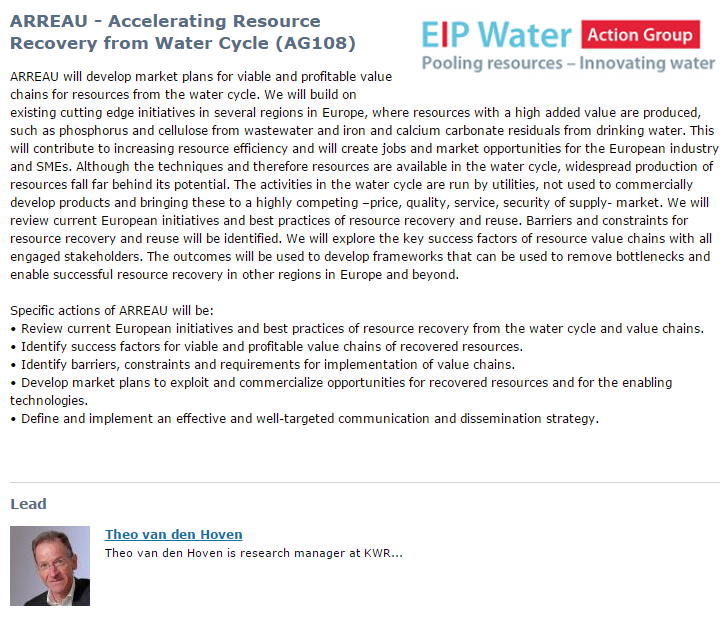 ARREAU - Accelerating Resource
Recovery from Water Cycle (AG108)
EIP Water Action Group
Pooling resources – Innovating water
ARREAU will develop market plans for viable and profitable value
chains for resources from the water cycle. We will build on
existing cutting edge initiatives in several regions in Europe, where resources with a high added value are produced,
such as phosphorus and cellulose from wastewater and iron and calcium carbonate residuals from drinking water. This
will contribute to increasing resource efficiency and will create jobs and market opportunities for the European industry
and SMEs. Although the techniques and therefore resources are available in the water cycle, widespread production of
resources fall far behind its potential. The activities in the water cycle are run by utilities, not used to commercially
develop products and bringing these to a highly competing –price, quality, service, security of supply- market. We will
review current European initiatives and best practices of resource recovery and reuse. Barriers and constraints for
resource recovery and reuse will be identified. We will explore the key success factors of resource value chains with all
engaged stakeholders. The outcomes will be used to develop frameworks that can be used to remove bottlenecks and
enable successful resource recovery in other regions in Europe and beyond.
Specific actions of ARREAU will be:
• Review current European initiatives and best practices of resource recovery from the water cycle and value chains.
• Identify success factors for viable and profitable value chains of recovered resources.
• Identify barriers, constraints and requirements for implementation of value chains.
• Develop market plans to exploit and commercialize opportunities for recovered resources and for the enabling
technologies.
• Define and implement an effective and well-targeted communication and dissemination strategy.
Lead
Theo van den Hoven
Theo van den Hoven is research manager at KWR...